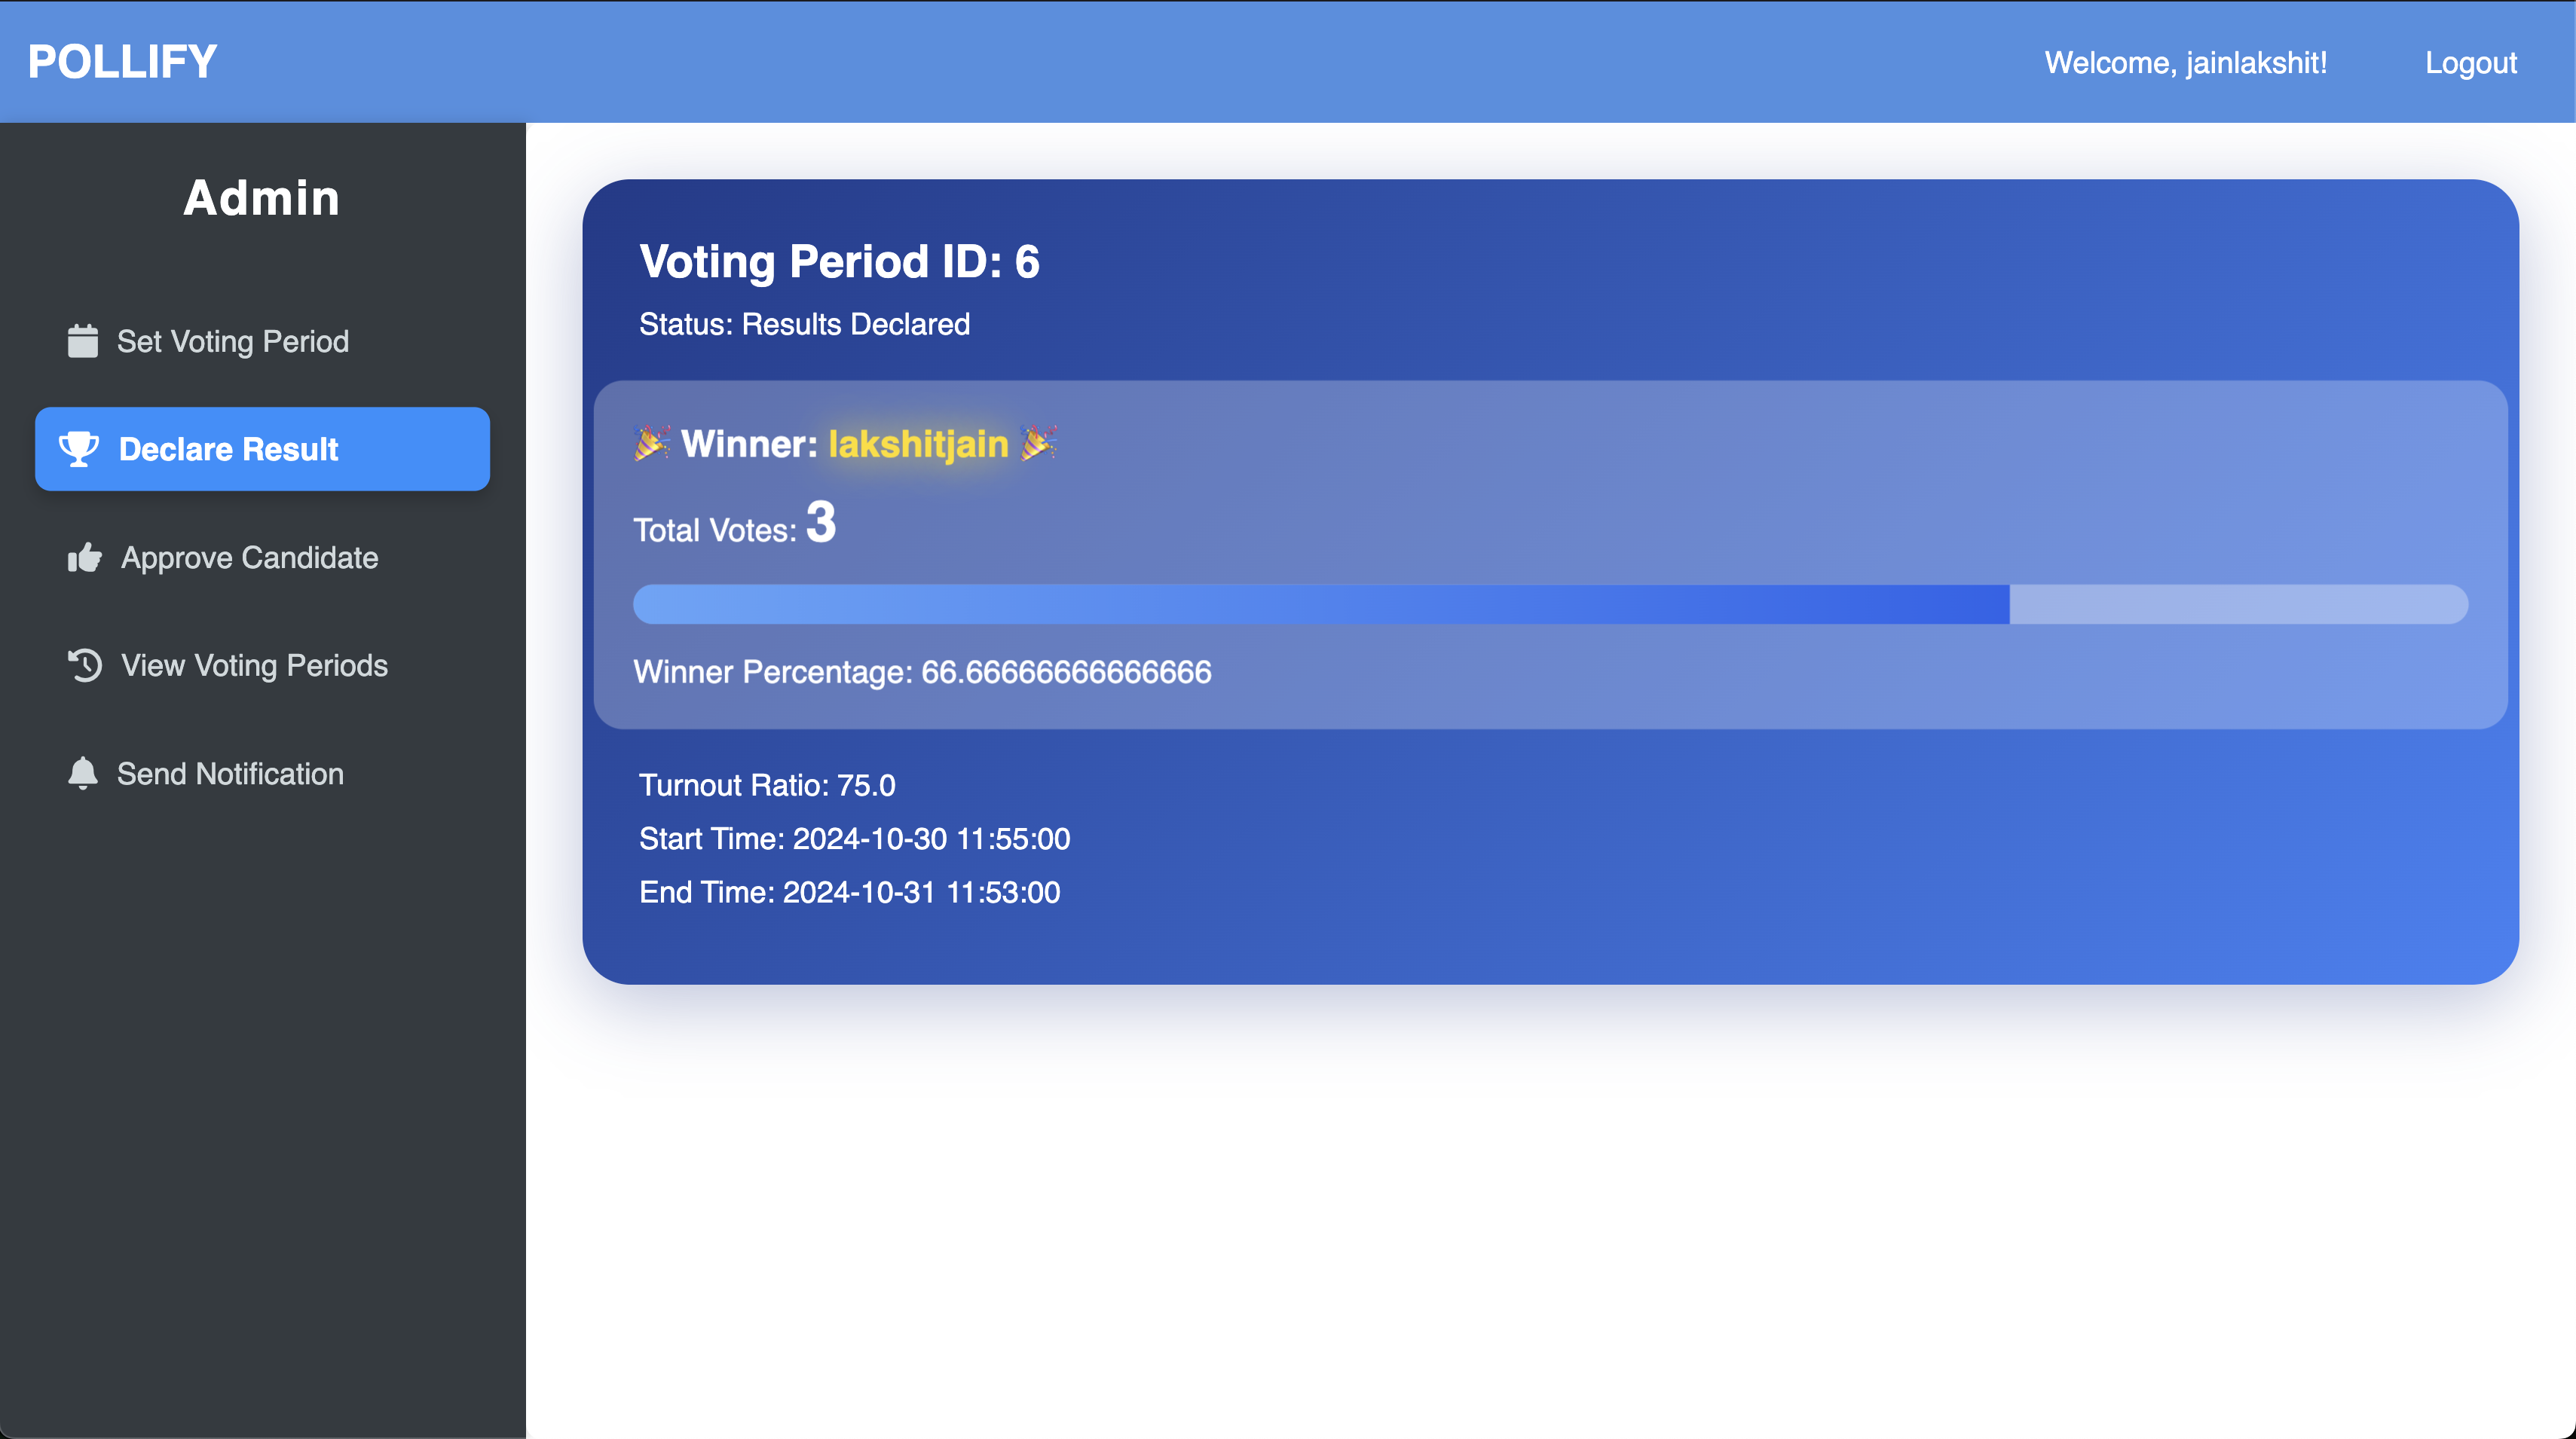 POLLIFY
Welcome, jainlakshit!
Logout
Admin
Set Voting Period
Declare Result
Approve Candidate
View Voting Periods
Send Notification
Voting Period ID: 6
Status: Results Declared
🎉 Winner: lakshitjain 🎉
Total Votes: 3
Winner Percentage: 66.66666666666666
Turnout Ratio: 75.0
Start Time: 2024-10-30 11:55:00
End Time: 2024-10-31 11:53:00